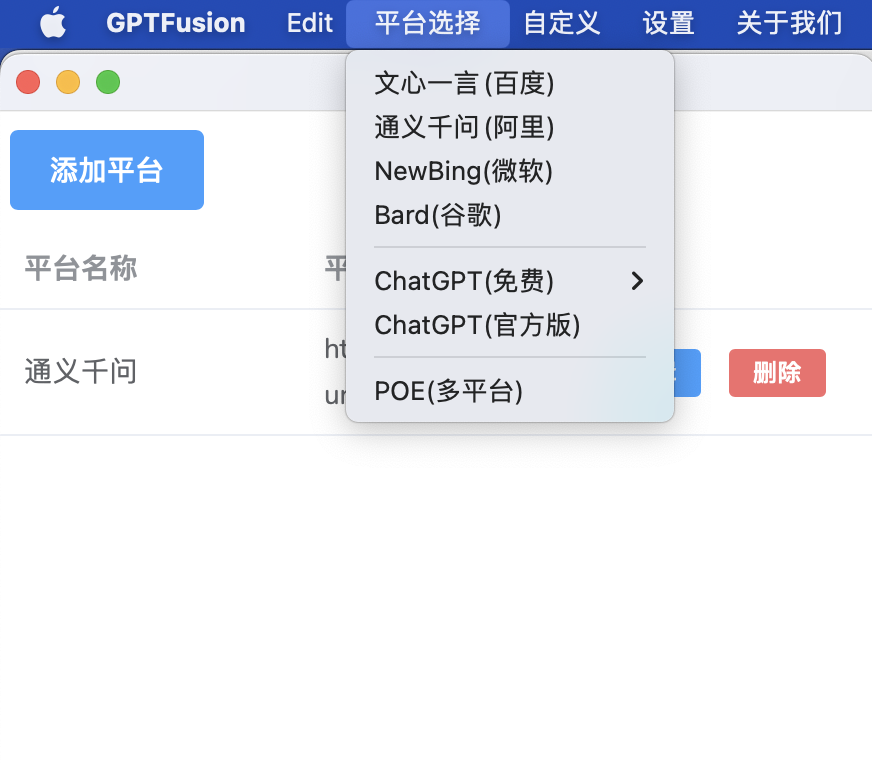 GPTFusion Edit 平台选择 自定义 设置 关于我们
文心一言(百度)
通义千问(阿里)
NewBing(微软)
Bard(谷歌)
ChatGPT(免费)
ChatGPT(官方版)
POE(多平台)
添加平台
平台名称 平
通义千问 ht
ur
删除